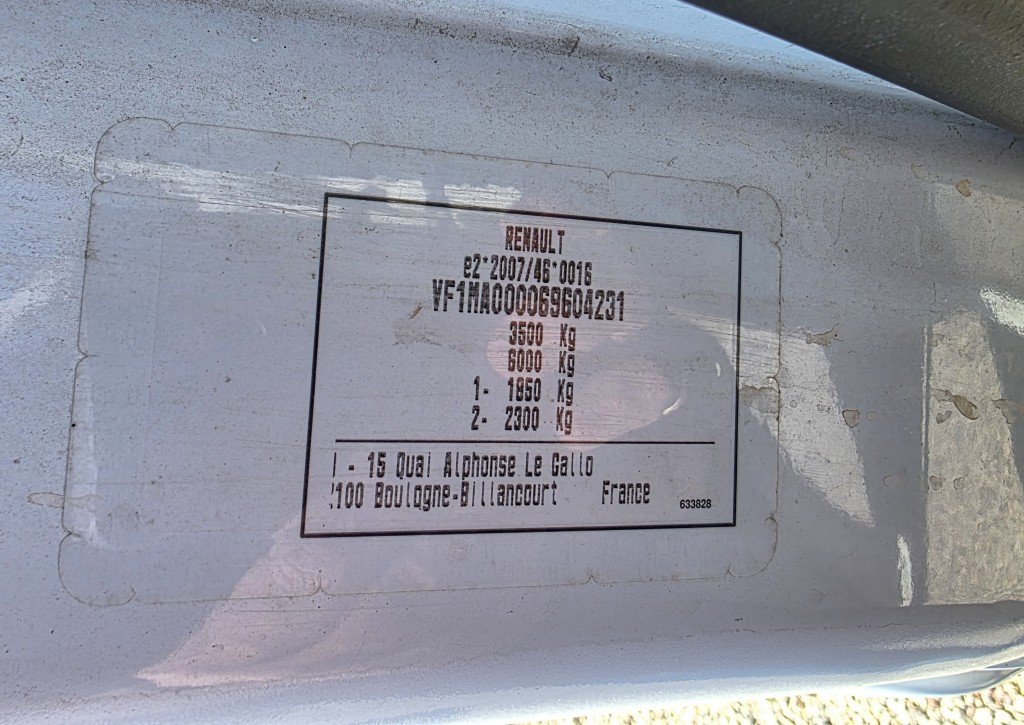 RENAULT
e2*2007/46*0016
VF1MA000069604231
3500 Kg
6000 Kg
1- 1850 Kg
2- 2300 Kg
- 15 Quai Alphonse Le Gallo
100 Boulogne-Billancourt France
633828